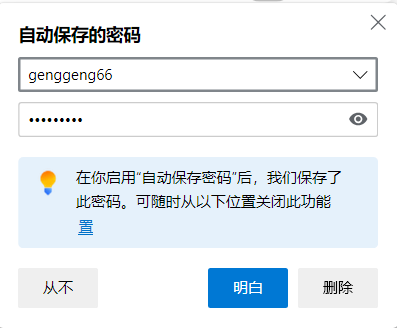 自动保存的密码
genggeng66
•••••••••
在你启用“自动保存密码”后，我们保存了
此密码。可随时从以下位置关闭此功能
置
从不
明白
删除